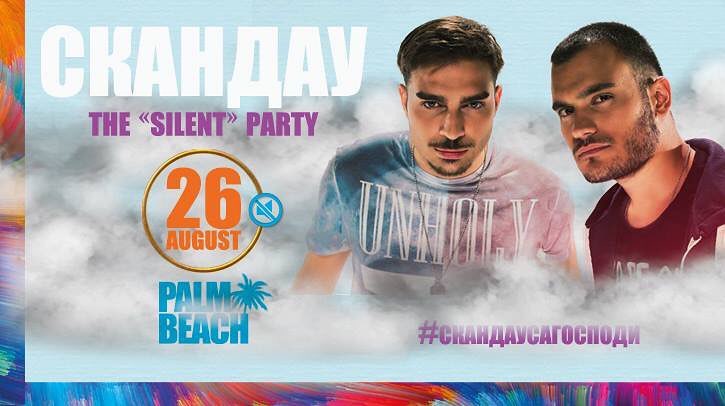 СКАНДАУ
THE «SILENT» PARTY
26
AUGUST
PALM
BEACH
UNHOLY
#СКАНДАУСАГОСПОДИ